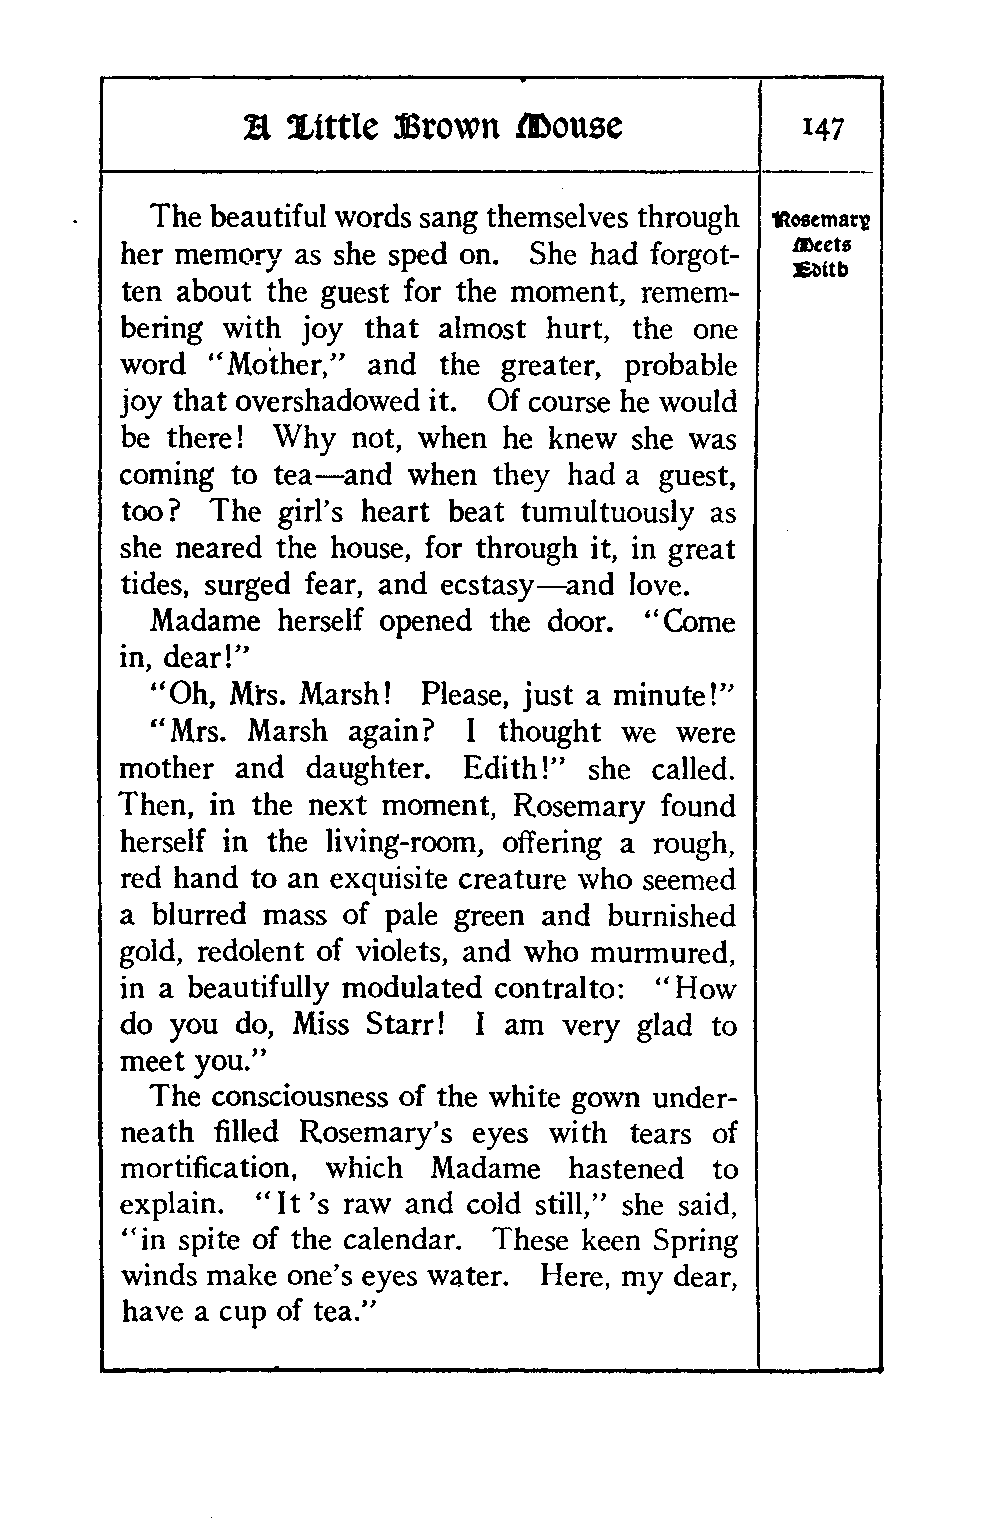 A Little Brown Mouse
147
Rosemary
Meets
Edith
The beautiful words sang themselves through
her memory as she sped on. She had forgot-
ten about the guest for the moment, remem-
bering with joy that almost hurt, the one
word “Mother,” and the greater, probable
joy that overshadowed it. Of course he would
be there! Why not, when he knew she was
coming to tea—and when they had a guest,
too? The girl’s heart beat tumultuously as
she neared the house, for through it, in great
tides, surged fear, and ecstasy—and love.
Madame herself opened the door. “Come
in, dear!”
“Oh, Mrs. Marsh! Please, just a minute!”
“Mrs. Marsh again? I thought we were
mother and daughter. Edith!” she called.
Then, in the next moment, Rosemary found
herself in the living-room, offering a rough,
red hand to an exquisite creature who seemed
a blurred mass of pale green and burnished
gold, redolent of violets, and who murmured,
in a beautifully modulated contralto: “How
do you do, Miss Starr! I am very glad to
meet you.”
The consciousness of the white gown under-
neath filled Rosemary’s eyes with tears of
mortification, which Madame hastened to
explain. “It ’s raw and cold still,” she said,
“in spite of the calendar. These keen Spring
winds make one’s eyes water. Here, my dear,
have a cup of tea.”